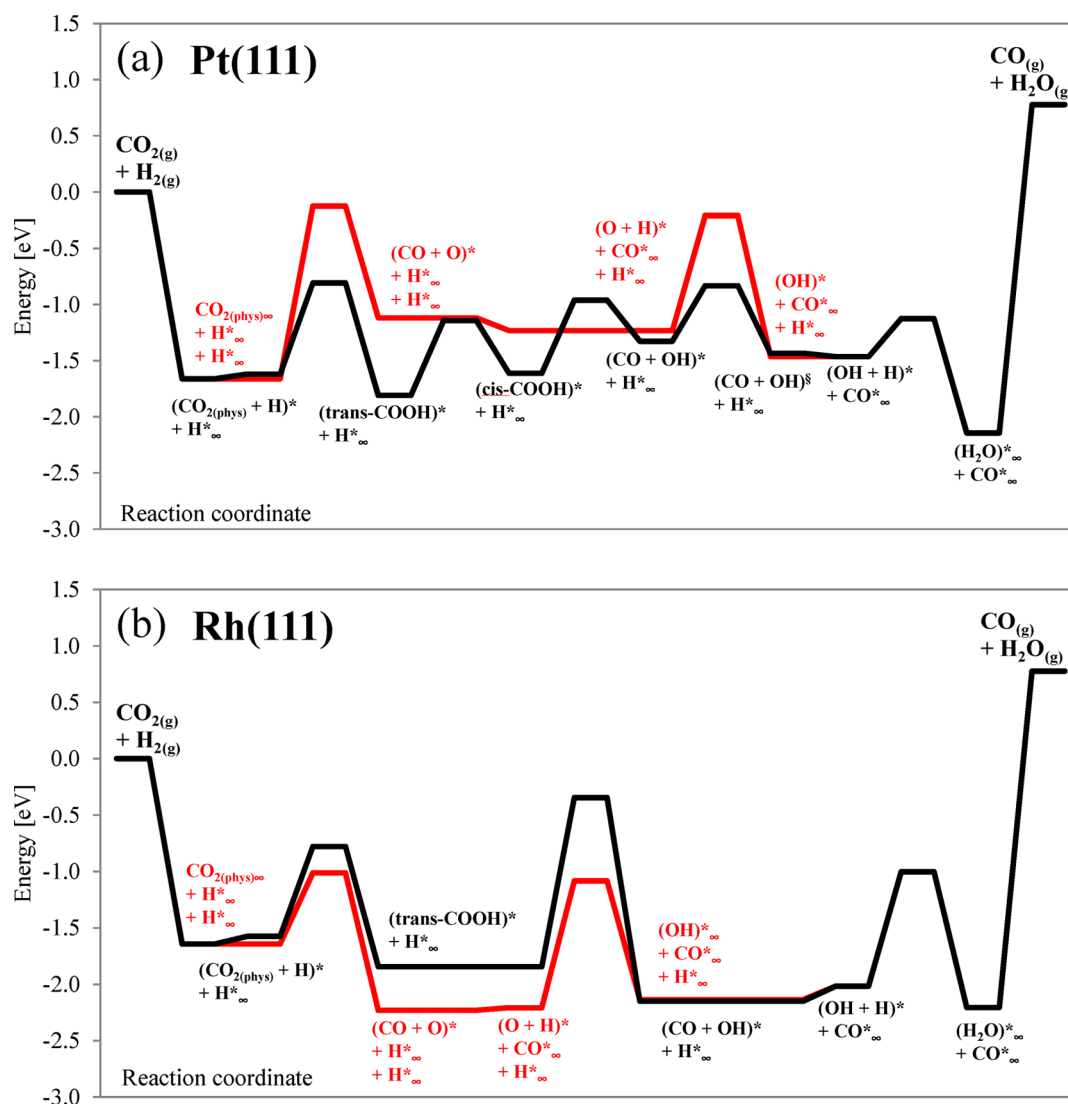 (a) Pt(111)
Energy [eV]
1.5
1.0
0.5
0.0
-0.5
-1.0
-1.5
-2.0
-2.5
-3.0
CO₂(g)
+ H₂(g)
CO₂(phys)∞
+ H*∞
+ H*∞
(CO₂(phys) + H)*
+ H*∞
(CO + O)*
+ H*∞
+ H*∞
(trans-COOH)*
+ H*∞
(cis-COOH)*
+ H*∞
(O + H)*
+ CO*∞
+ H*∞
(CO + OH)*
+ H*∞
(OH)*
+ CO*∞
+ H*∞
(CO + OH)§
+ H*∞
(OH + H)*
+ CO*∞
(H₂O)*∞
+ CO*∞
CO(g)
+ H₂O(g)
Reaction coordinate
(b) Rh(111)
Energy [eV]
1.5
1.0
0.5
0.0
-0.5
-1.0
-1.5
-2.0
-2.5
-3.0
CO₂(g)
+ H₂(g)
CO₂(phys)∞
+ H*∞
+ H*∞
(CO₂(phys) + H)*
+ H*∞
(trans-COOH)*
+ H*∞
(CO + O)*
+ H*∞
+ H*∞
(O + H)*
+ CO*∞
+ H*∞
(OH)*∞
+ CO*∞
+ H*∞
(CO + OH)*
+ H*∞
(OH + H)*
+ CO*∞
(H₂O)*∞
+ CO*∞
CO(g)
+ H₂O(g)
Reaction coordinate